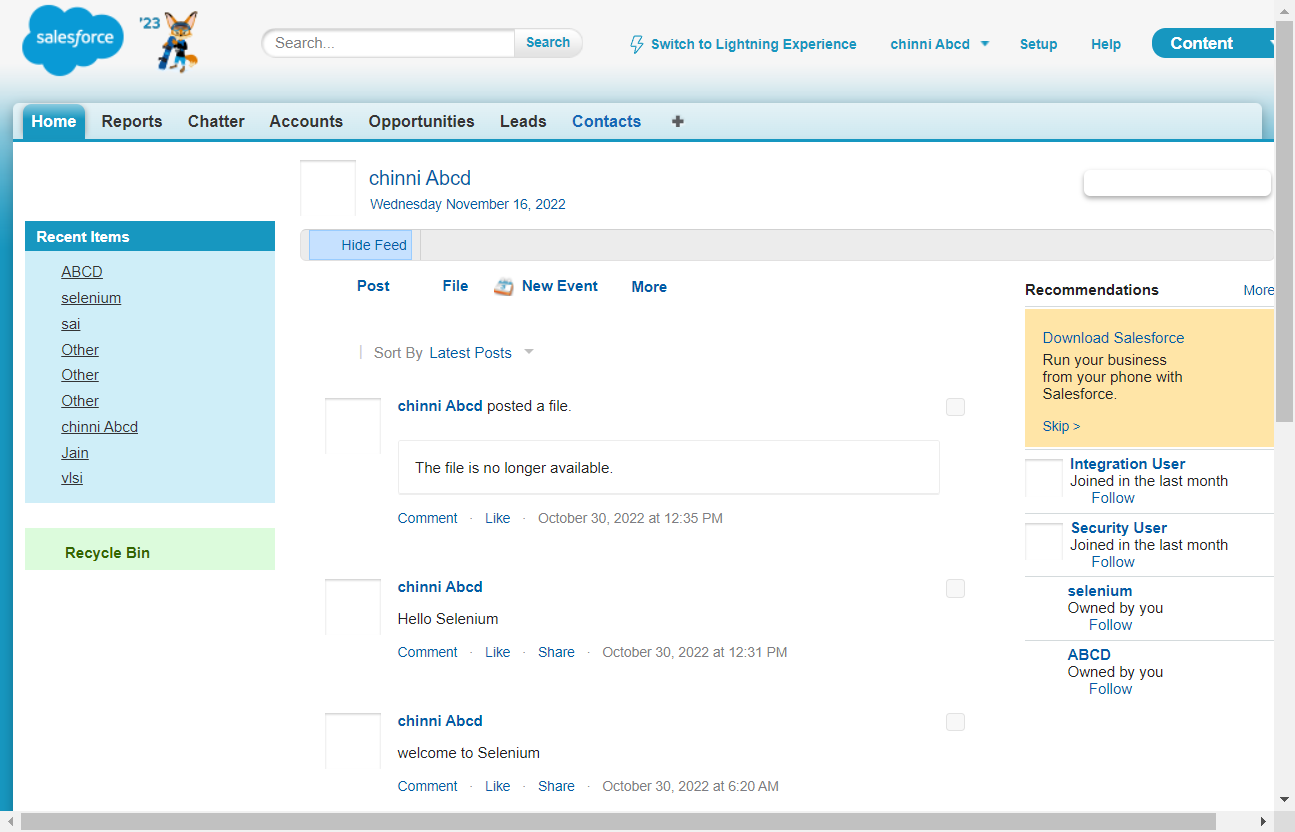 salesforce
'23
Search...
Search
Switch to Lightning Experience
chinni Abcd
Setup
Help
Content
Home
Reports
Chatter
Accounts
Opportunities
Leads
Contacts
chinni Abcd
Wednesday November 16, 2022
Recent Items
ABCD
selenium
sai
Other
Other
Other
chinni Abcd
Jain
vlsi
Recycle Bin
Hide Feed
Post
File
New Event
More
Sort By Latest Posts
chinni Abcd posted a file.
The file is no longer available.
Comment · Like · October 30, 2022 at 12:35 PM
chinni Abcd
Hello Selenium
Comment · Like · Share · October 30, 2022 at 12:31 PM
chinni Abcd
welcome to Selenium
Comment · Like · Share · October 30, 2022 at 6:20 AM
Recommendations
More
Download Salesforce
Run your business
from your phone with
Salesforce.
Skip >
Integration User
Joined in the last month
Follow
Security User
Joined in the last month
Follow
selenium
Owned by you
Follow
ABCD
Owned by you
Follow